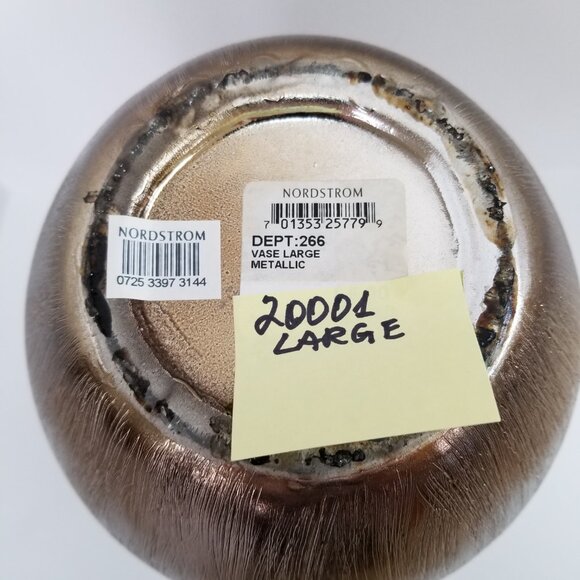 NORDSTROM
7 01353 25779 9
DEPT:266
VASE LARGE
METALLIC
NORDSTROM
0725 3397 3144
20001
LARGE